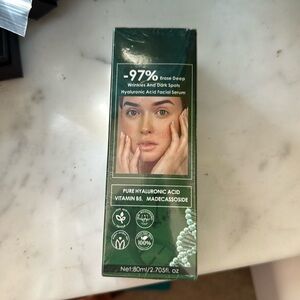 -97% Erase Deep
Wrinkles And Dark Spots
Hyaluronic Acid Facial Serum
PURE HYALURONIC ACID
VITAMIN B5, MADECASSOSIDE
100%
Net:80ml/2.705fl. oz